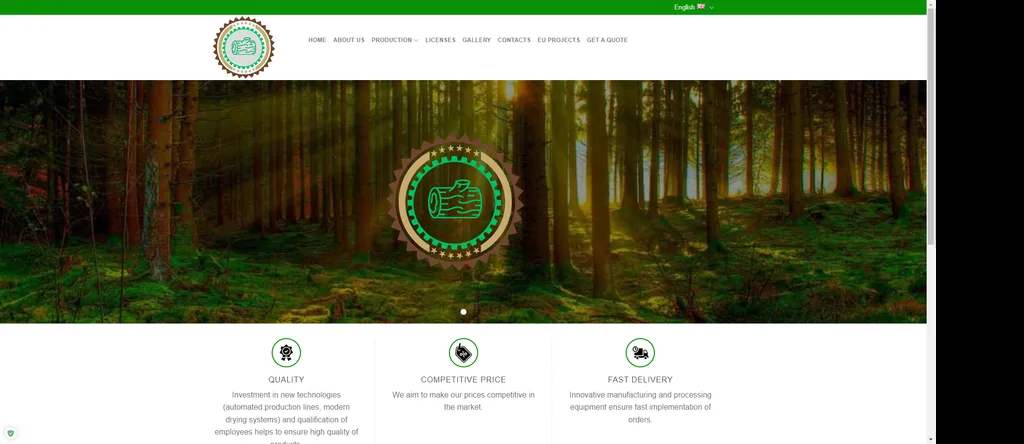 English
HOME ABOUT US PRODUCTION LICENSES GALLERY CONTACTS EU PROJECTS GET A QUOTE
QUALITY
Investment in new technologies
(automated production lines, modern
drying systems) and qualification of
employees helps to ensure high quality of
products.
COMPETITIVE PRICE
We aim to make our prices competitive in
the market.
FAST DELIVERY
Innovative manufacturing and processing
equipment ensure fast implementation of
orders.